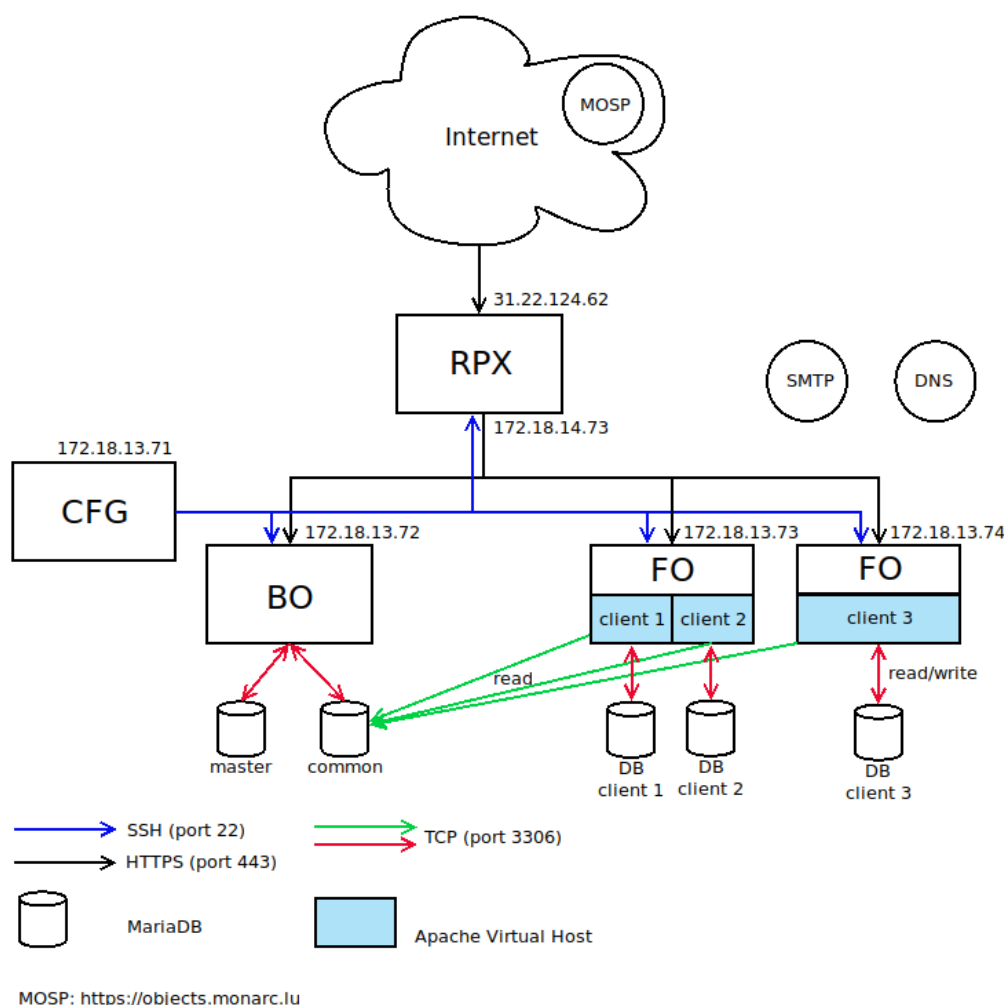 MOSP
Internet
31.22.124.62
RPX
SMTP
DNS
172.18.14.73
172.18.13.71
CFG
172.18.13.72
172.18.13.73
172.18.13.74
BO
FO
FO
client 1
client 2
client 3
read
read/write
master
common
DB
client 1
DB
client 2
DB
client 3
SSH (port 22)
TCP (port 3306)
HTTPS (port 443)
MariaDB
Apache Virtual Host
MOSP: https://objects.monarc.lu